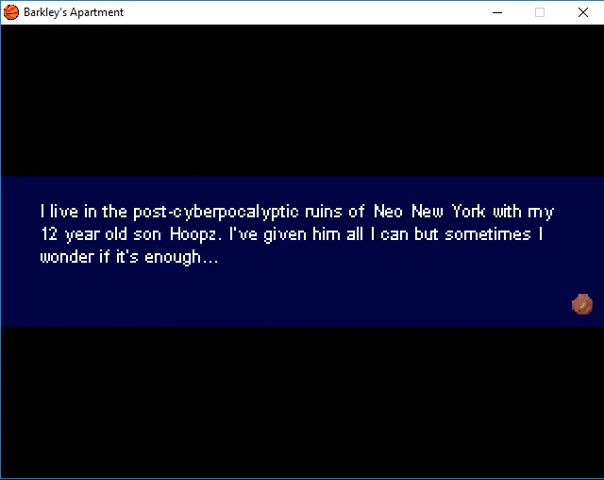 Barkley's Apartment
I live in the post-cyberpocalyptic ruins of Neo New York with my
12 year old son Hoopz. I've given him all I can but sometimes I
wonder if it's enough...